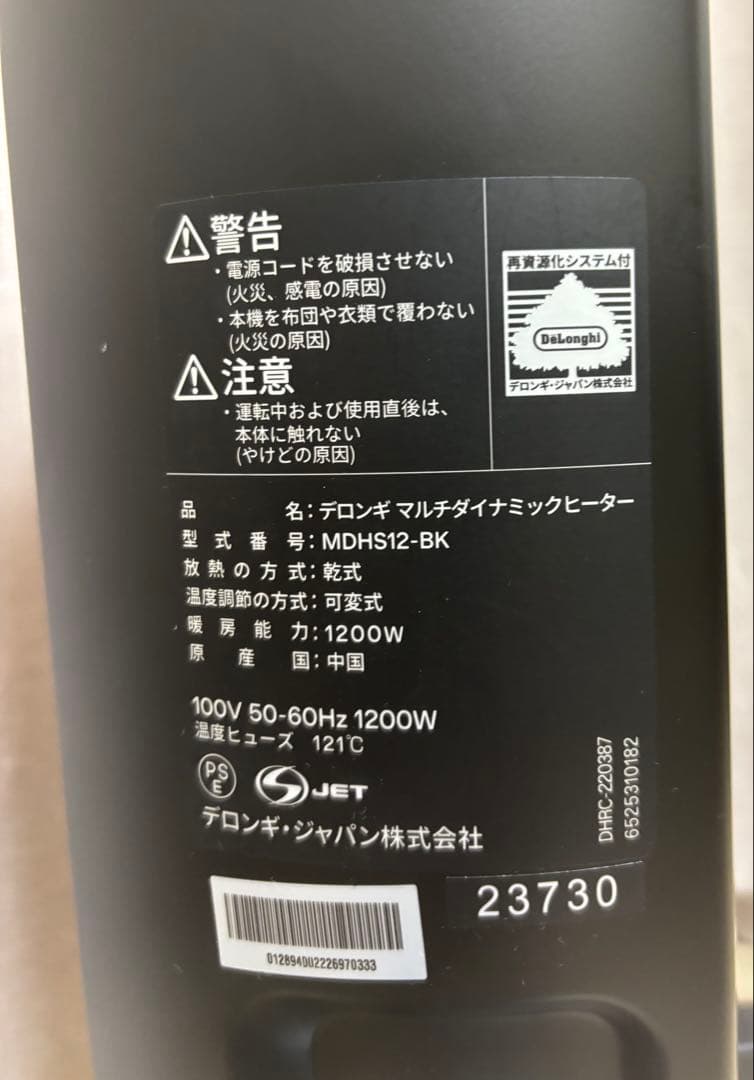 警告
・電源コードを破損させない
(火災、感電の原因)
・本機を布団や衣類で覆わない
(火災の原因)
注意
・運転中および使用直後は、
本体に触れない
(やけどの原因)
再資源化システム付
DeLonghi
デロンギ・ジャパン株式会社
品名：デロンギ マルチダイナミックヒーター
型式番号：MDHS12-BK
放熱の方式：乾式
温度調節の方式：可変式
暖房能力：1200W
原産国：中国
100V 50-60Hz 1200W
温度ヒューズ 121℃
PSE
S JET
デロンギ・ジャパン株式会社
DHRC-220387
6525310182
23730
012894DU2226970333